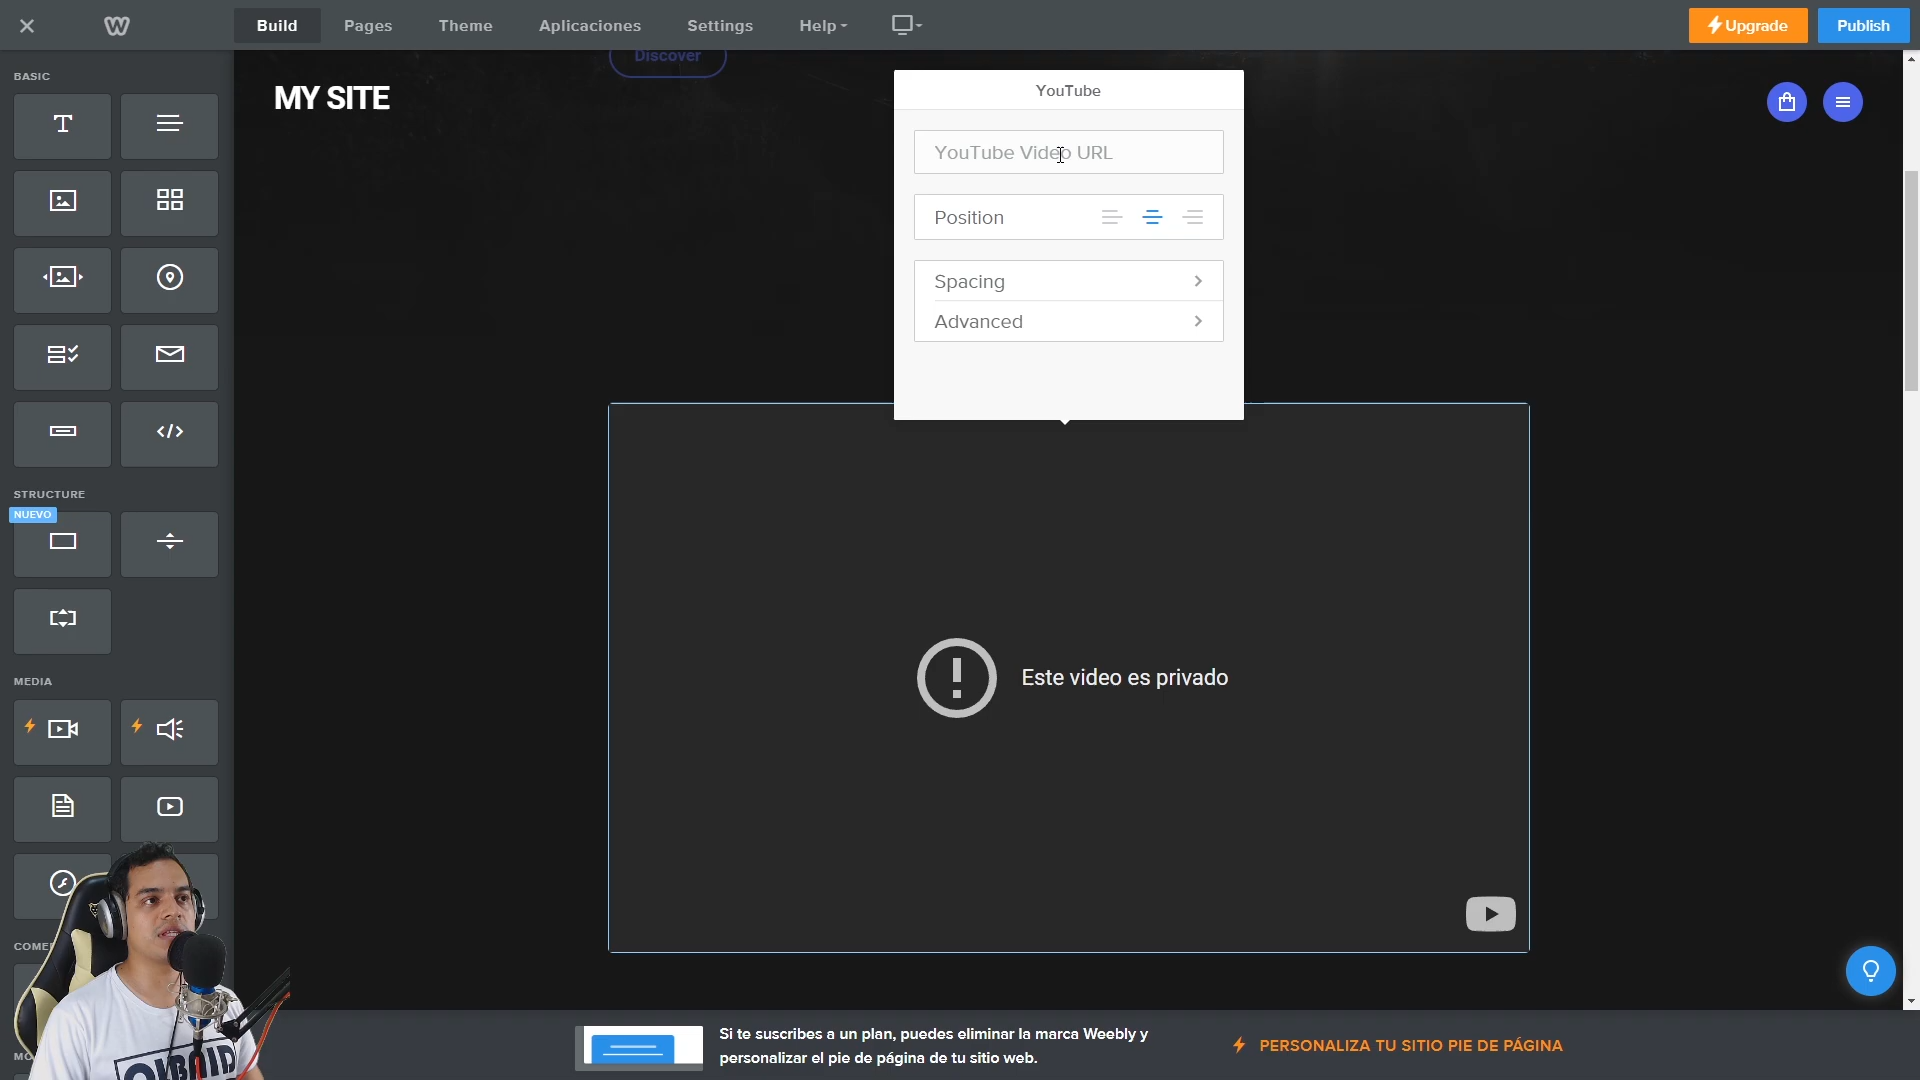 Build
Pages
Theme
Aplicaciones
Settings
Help
Upgrade
Publish
BASIC
Discover
MY SITE
YouTube
YouTube Video URL
Position
Spacing
Advanced
STRUCTURE
NUEVO
Este video es privado
MEDIA
Si te suscribes a un plan, puedes eliminar la marca Weebly y
personalizar el pie de página de tu sitio web.
PERSONALIZA TU SITIO PIE DE PÁGINA